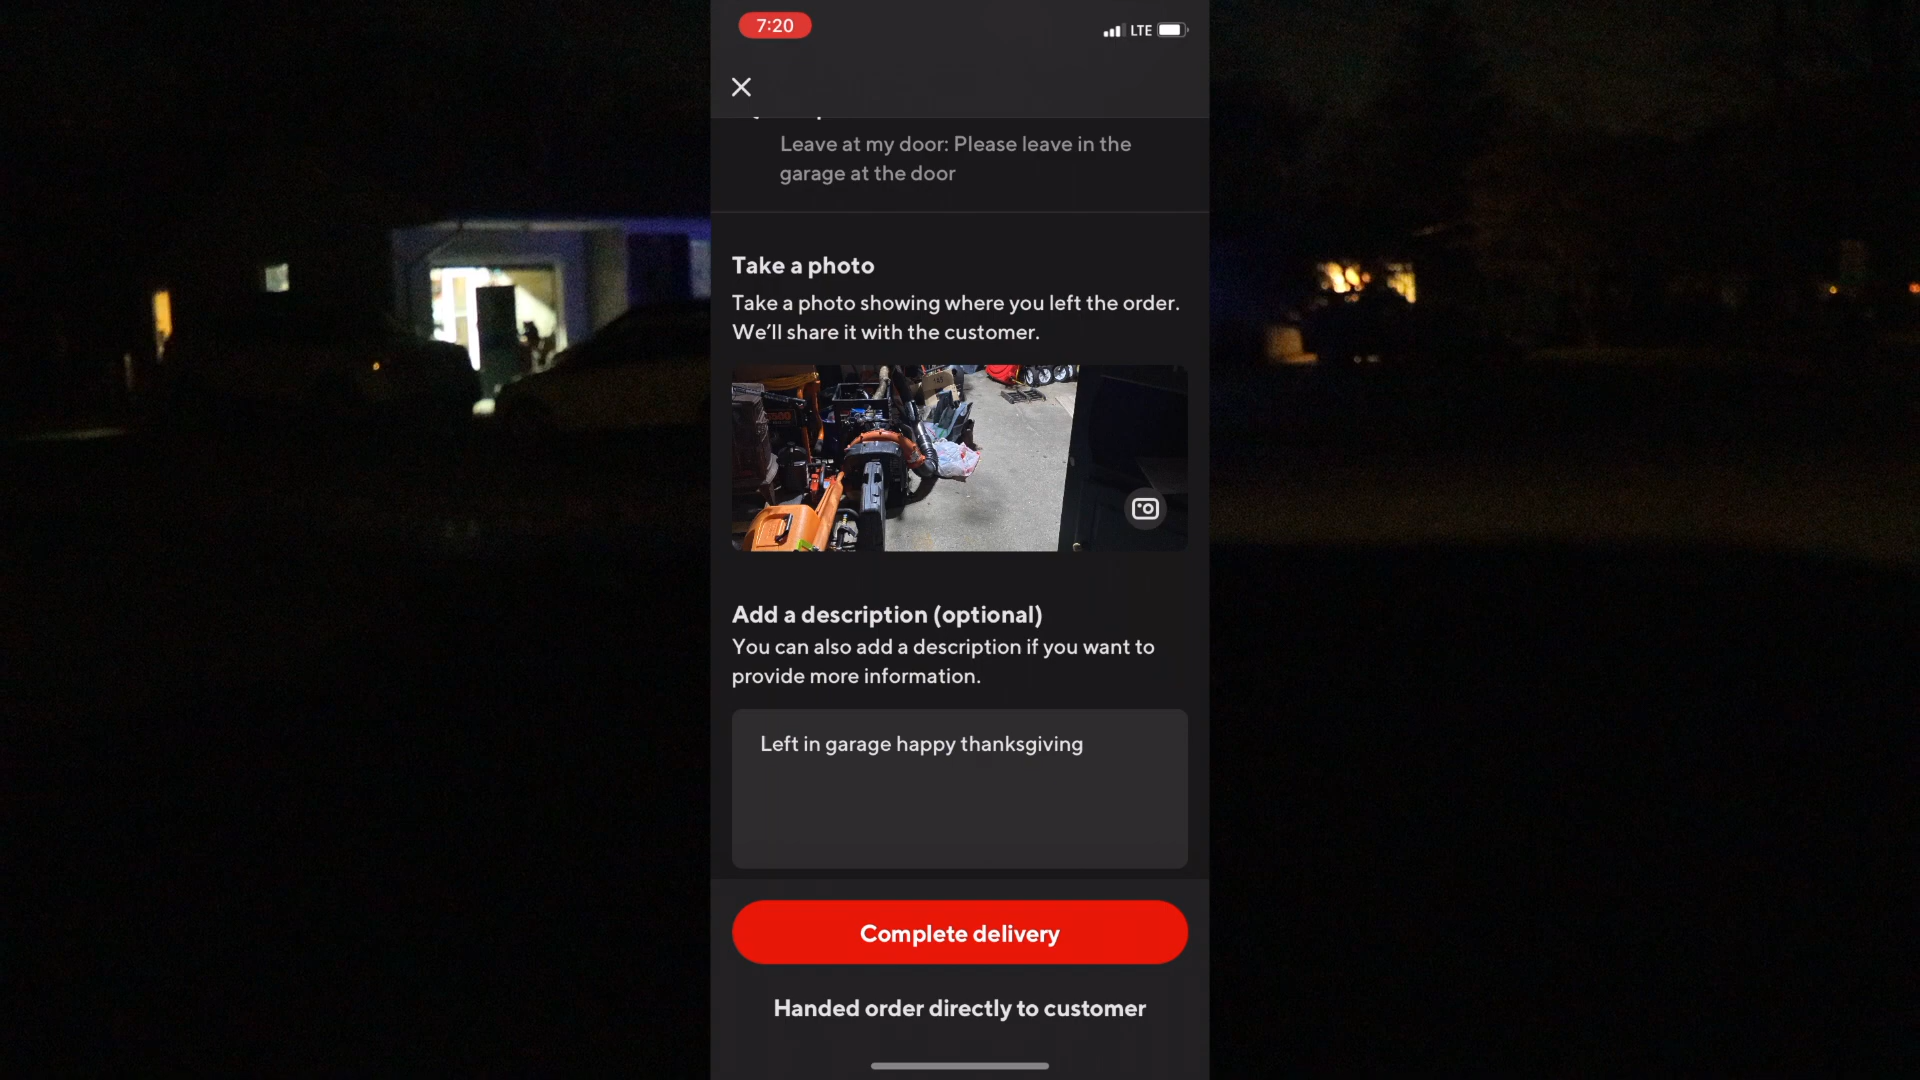 7:20
LTE
Leave at my door: Please leave in the
garage at the door
Take a photo
Take a photo showing where you left the order.
We'll share it with the customer.
Add a description (optional)
You can also add a description if you want to
provide more information.
Left in garage happy thanksgiving
Complete delivery
Handed order directly to customer